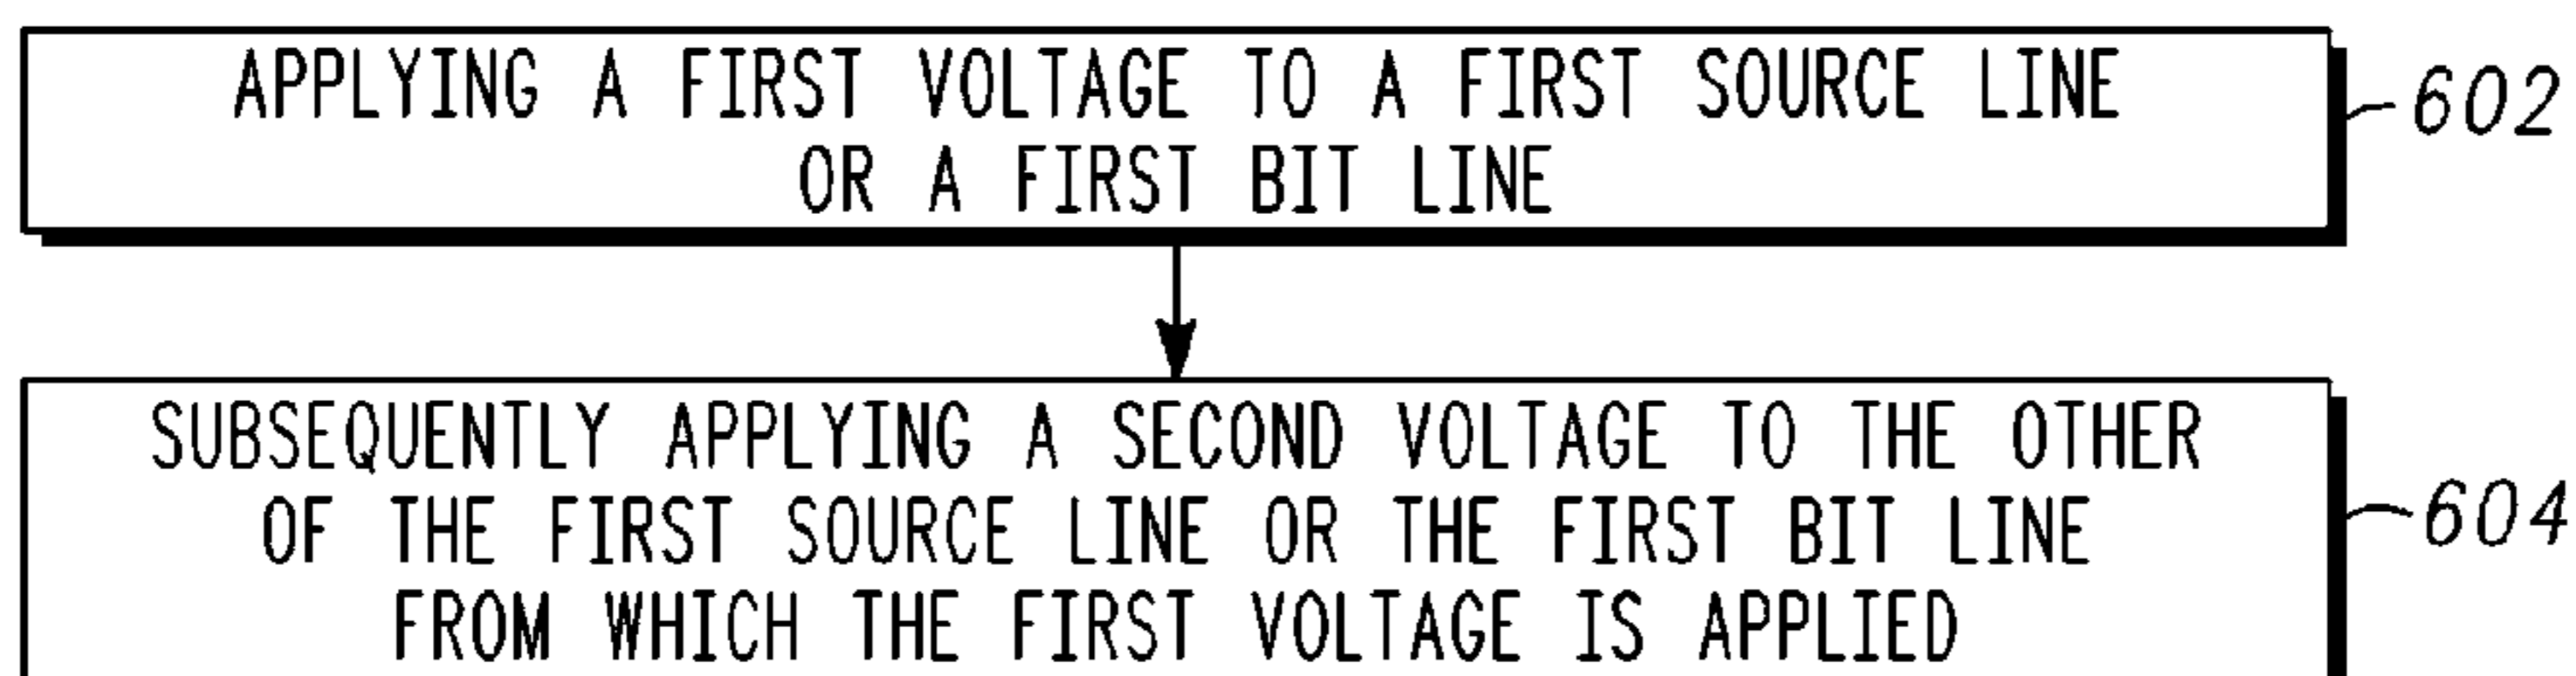 APPLYING A FIRST VOLTAGE TO A FIRST SOURCE LINE
OR A FIRST BIT LINE
602
SUBSEQUENTLY APPLYING A SECOND VOLTAGE TO THE OTHER
OF THE FIRST SOURCE LINE OR THE FIRST BIT LINE
FROM WHICH THE FIRST VOLTAGE IS APPLIED
604